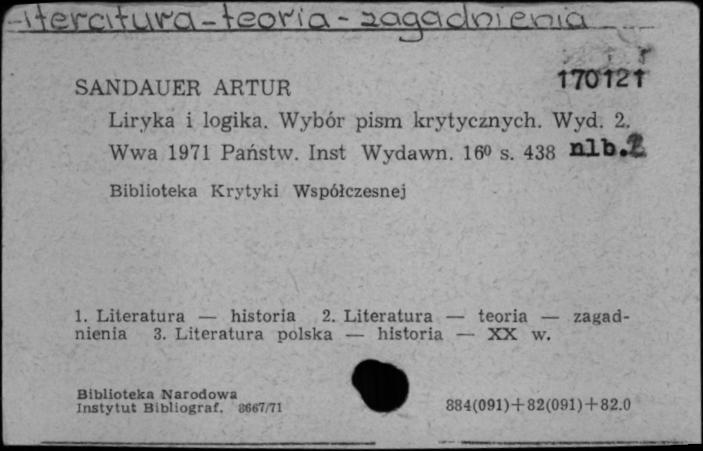 Literatura - teoria - zagadnienia
170121
SANDAUER ARTUR
Liryka i logika. Wybór pism krytycznych. Wyd. 2.
Wwa 1971 Państw. Inst Wydawn. 16⁰ s. 438 nlb. 2
Biblioteka Krytyki Współczesnej
1. Literatura — historia 2. Literatura — teoria — zagad-
nienia 3. Literatura polska — historia — XX w.
Biblioteka Narodowa
Instytut Bibliograf. 8667/71
884(091)+82(091)+82.0